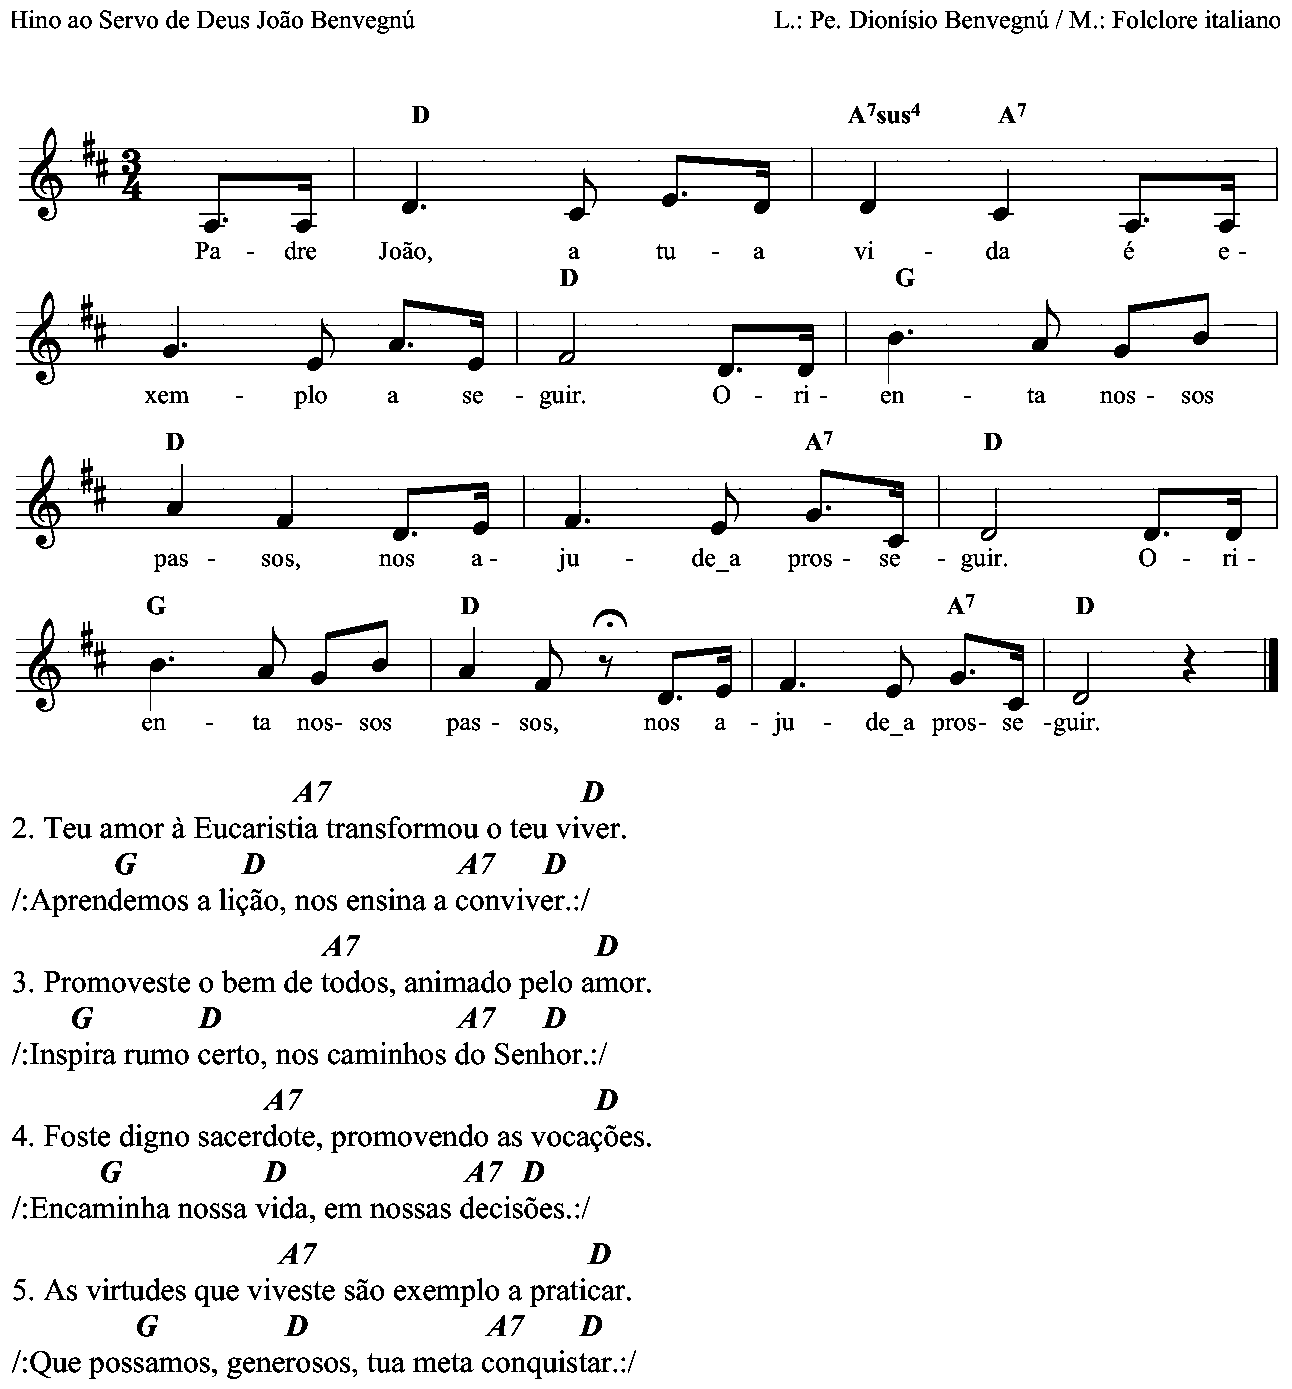 Hino ao Servo de Deus João Benvegnú L.: Pe. Dionísio Benvegnú / M.: Folclore italiano
D A7sus4 A7
3
4
Pa - dre João, a tu - a vi - da é e-
D G
xem - plo a se - guir. O - ri - en - ta nos - sos
D A7 D
pas - sos, nos a - ju - de_a pros - se - guir. O - ri -
G D A7 D
en - ta nos- sos pas - sos, nos a - ju - de_a pros- se -guir.
A7 D
2. Teu amor à Eucaristia transformou o teu viver.
G D A7 D
/:Aprendemos a lição, nos ensina a conviver.:/
A7 D
3. Promoveste o bem de todos, animado pelo amor.
G D A7 D
/:Inspira rumo certo, nos caminhos do Senhor.:/
A7 D
4. Foste digno sacerdote, promovendo as vocações.
G D A7 D
/:Encaminha nossa vida, em nossas decisões.:/
A7 D
5. As virtudes que viveste são exemplo a praticar.
G D A7 D
/:Que possamos, generosos, tua meta conquistar.:/